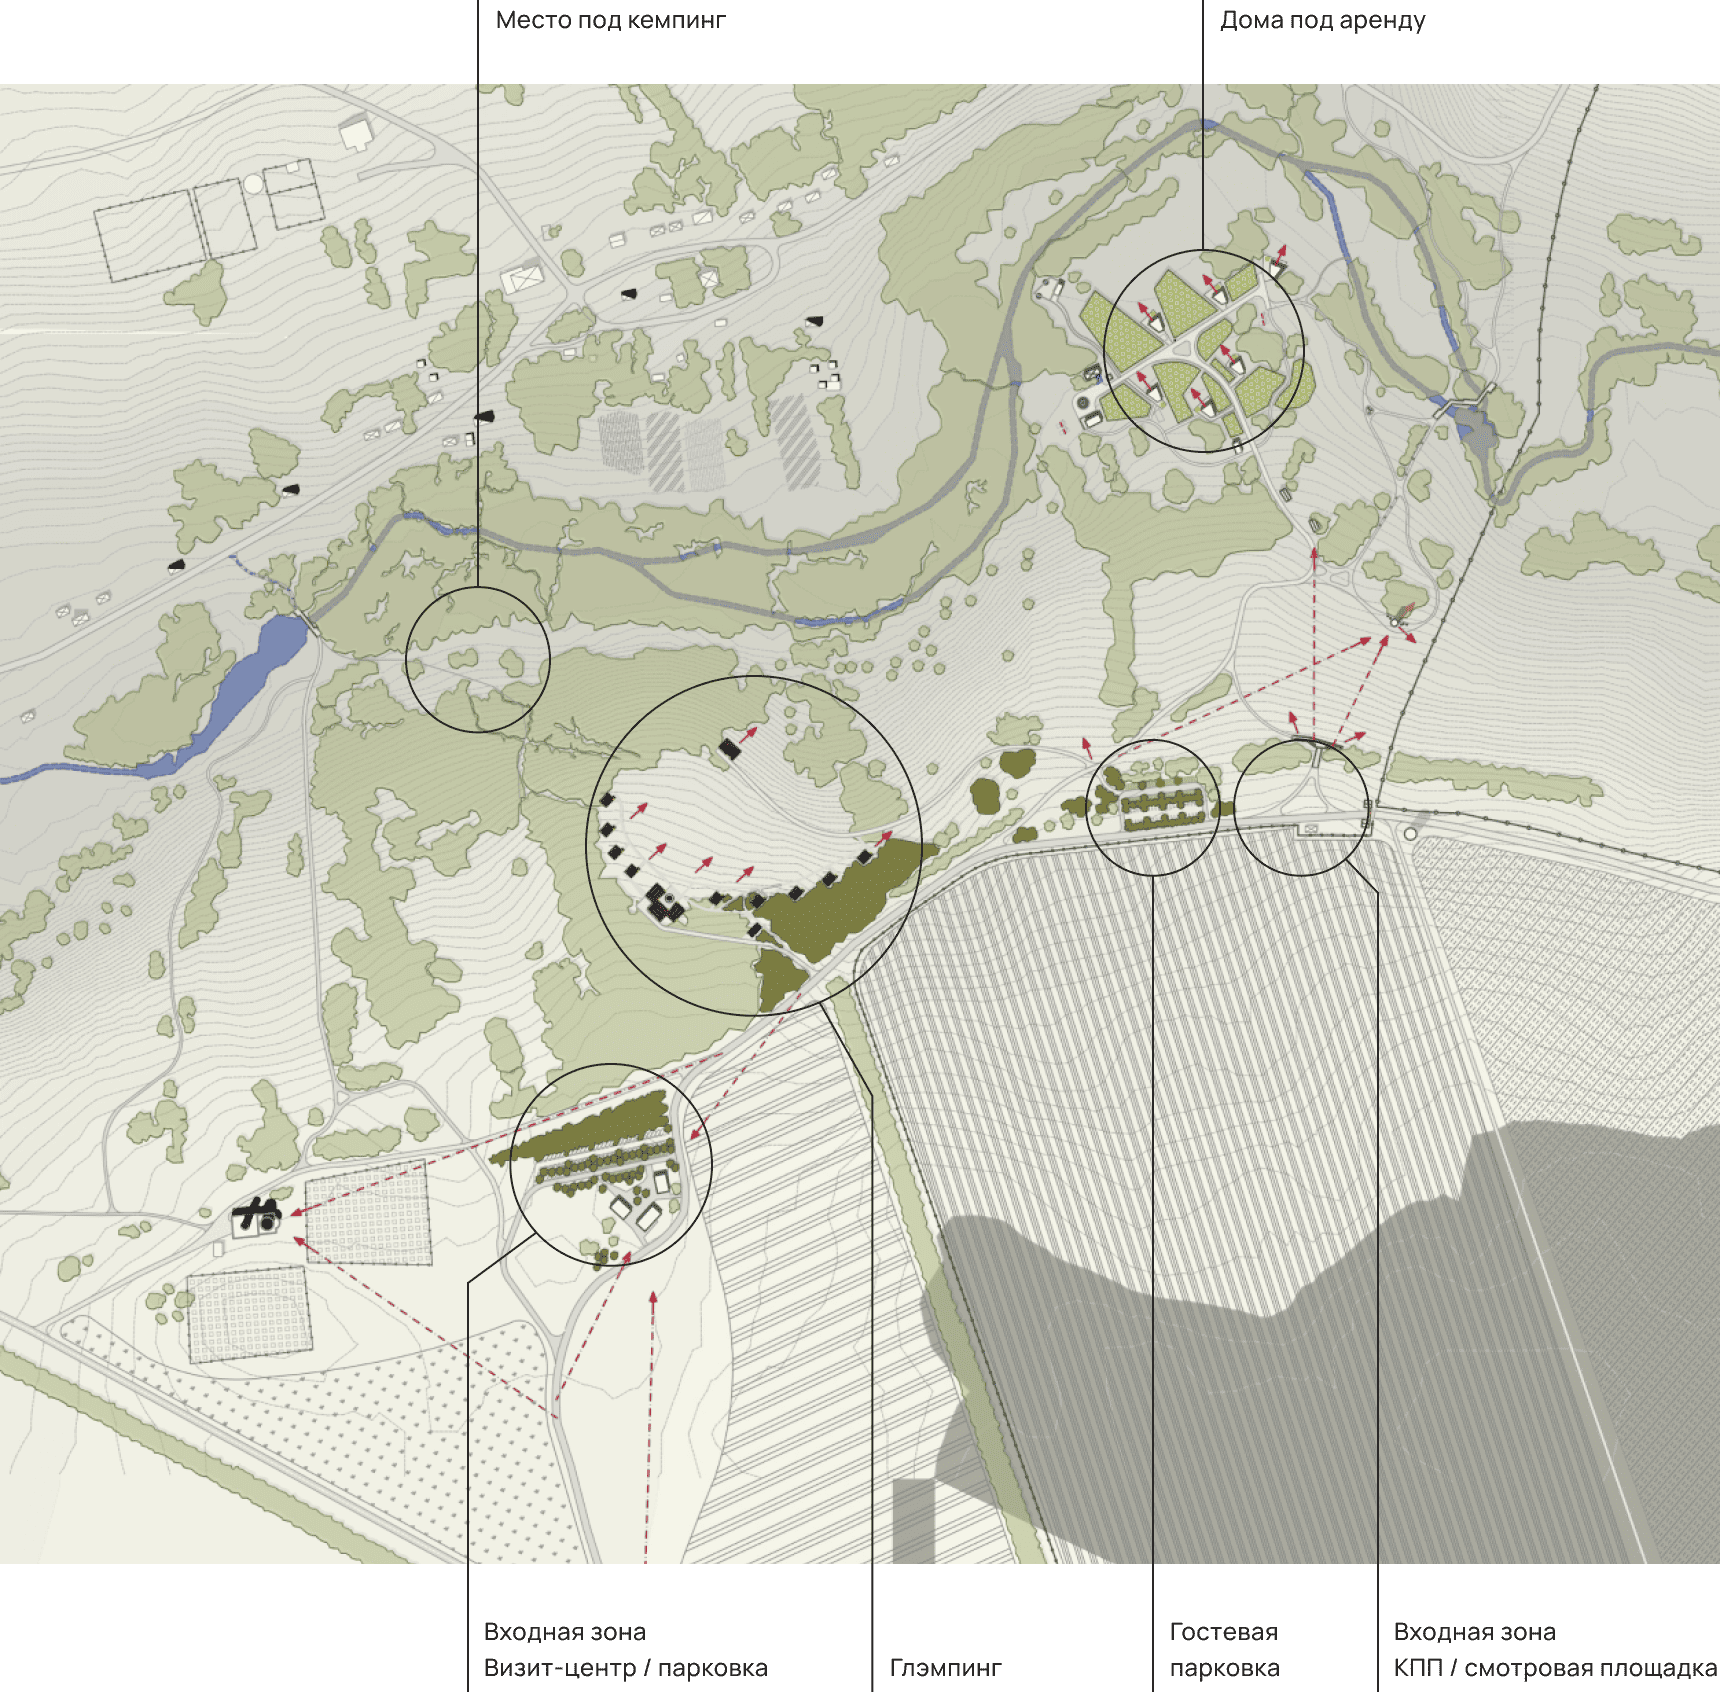 Место под кемпинг
Дома под аренду
Входная зона
Визит-центр / парковка
Глэмпинг
Гостевая
парковка
Входная зона
КПП / смотровая площадка